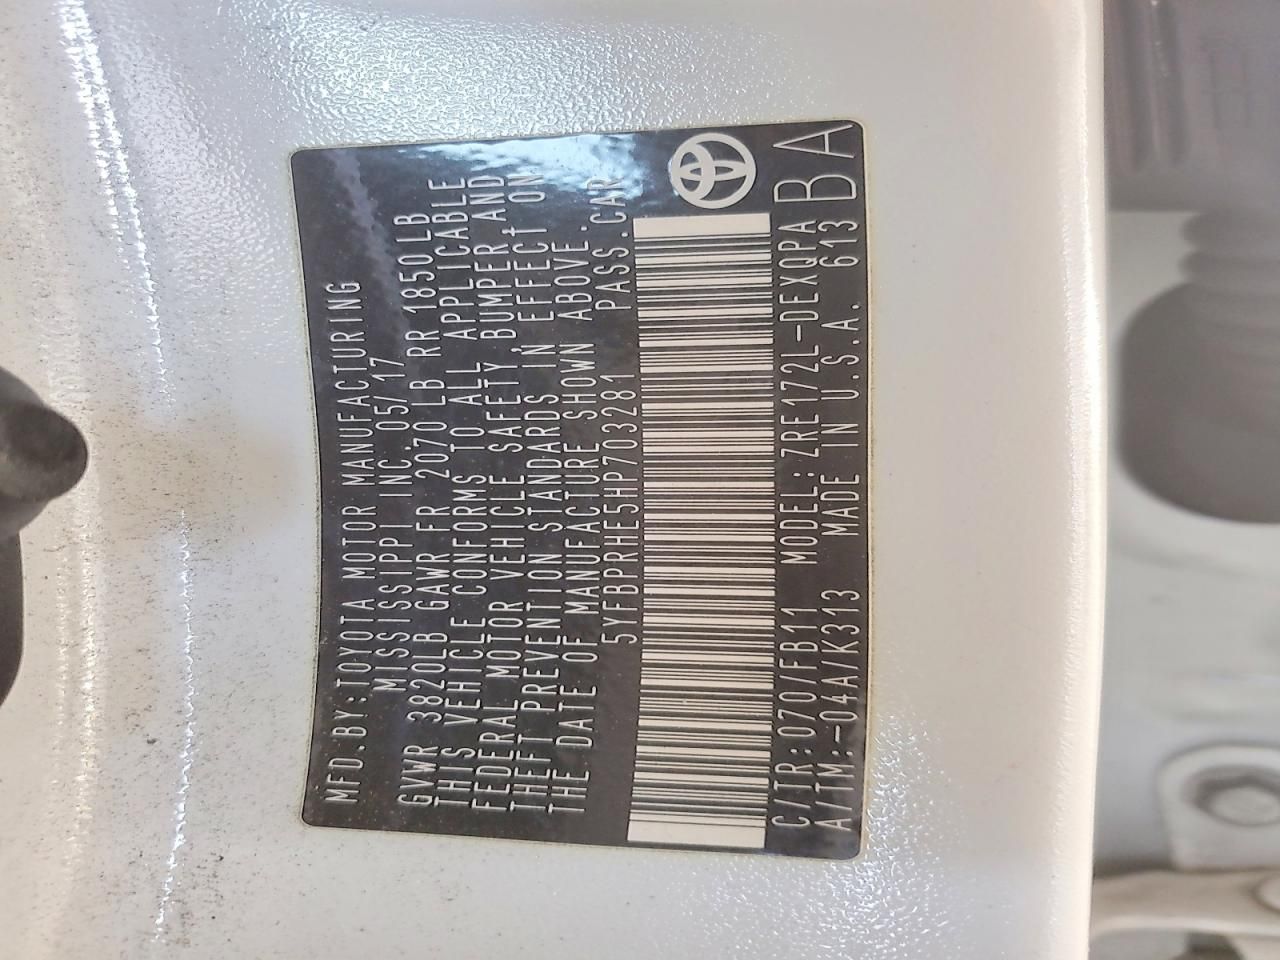 MFD.BY:TOYOTA MOTOR MANUFACTURING
MISSISSIPPI INC 05/17
GVWR 3820LB GAWR FR 2070 LB RR 1850LB
THIS VEHICLE CONFORMS TO ALL APPLICABLE
FEDERAL MOTOR VEHICLE SAFETY, BUMPER, AND
THEFT PREVENTION STANDARDS IN EFFECT ON
THE DATE OF MANUFACTURE SHOWN ABOVE.
5YFBPRHE5HP703281 PASS.CAR
C/TR:070/FB11 MODEL:ZRE172L-DEXQPA
A/TM:-04A/K313 MADE IN U.S.A. 613
BA